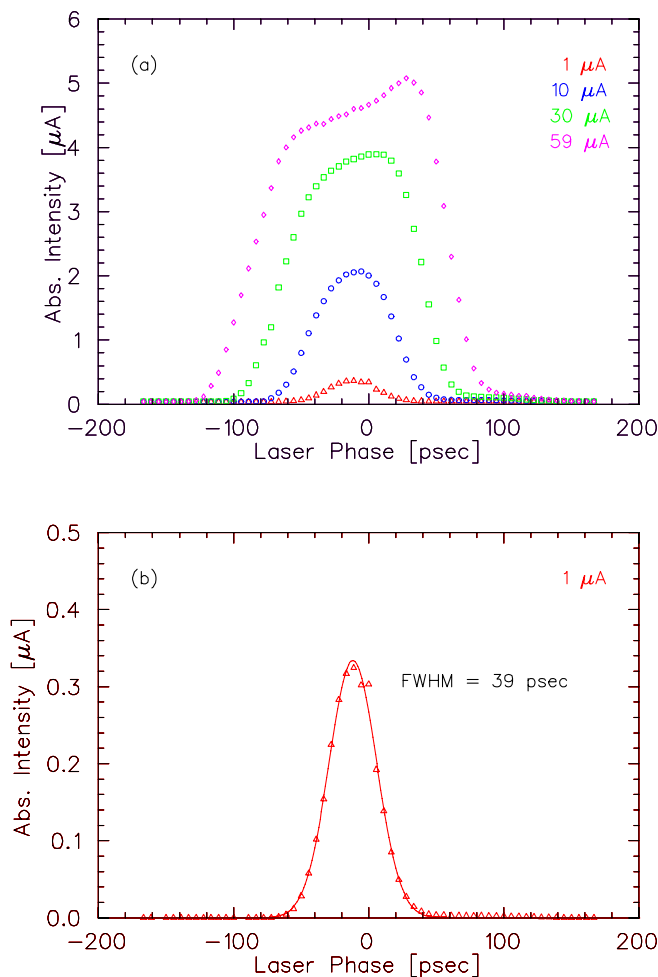 6
5
4
3
2
1
0
Abs. Intensity [μA]
(a)
1 μA
10 μA
30 μA
59 μA
−200
−100
0
100
200
Laser Phase [psec]
0.5
0.4
0.3
0.2
0.1
0.0
Abs. Intensity [μA]
(b)
1 μA
FWHM = 39 psec
−200
−100
0
100
200
Laser Phase [psec]